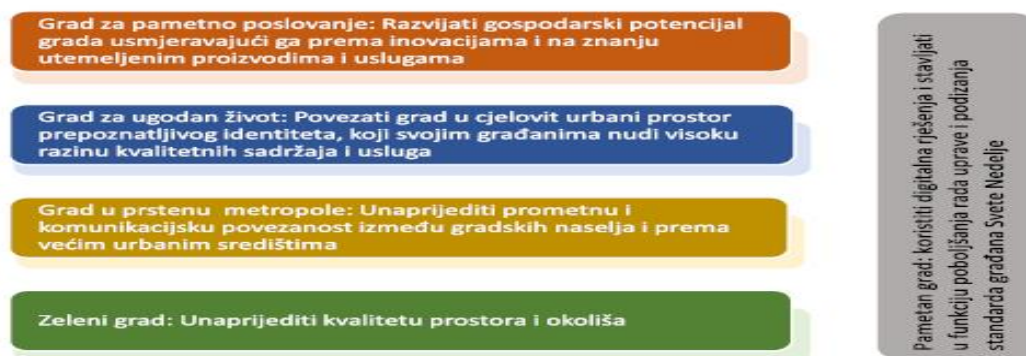 Grad za pametno poslovanje: Razvijati gospodarski potencijal
grada usmjeravajući ga prema inovacijama i na znanju
utemeljenim proizvodima i uslugama
Grad za ugodan život: Povezati grad u cjelovit urbani prostor
prepoznatljivog identiteta, koji svojim građanima nudi visoku
razinu kvalitetnih sadržaja i usluga
Grad u prstenu metropole: Unaprijediti prometnu i
komunikacijsku povezanost između gradskih naselja i prema
većim urbanim središtima
Zeleni grad: Unaprijediti kvalitetu prostora i okoliša
Pametan grad: koristiti digitalna rješenja i stavljati
u funkciju poboljšanja rada uprave i podizanja
standarda građana Svete Nedelje